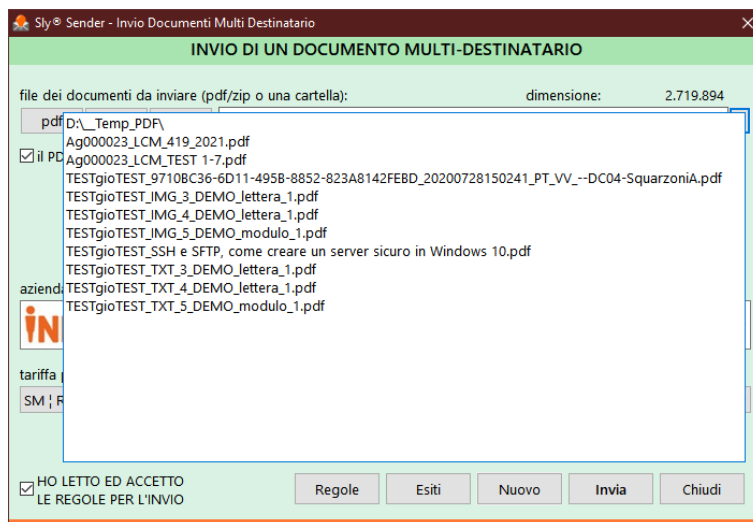 Sly® Sender - Invio Documenti Multi Destinatario
INVIO DI UN DOCUMENTO MULTI-DESTINATARIO
file dei documenti da inviare (pdf/zip o una cartella): dimensione: 2.719.894
pdf
D:\__Temp_PDF\
Ag000023_LCM_419_2021.pdf
il PD
Ag000023_LCM_TEST 1-7.pdf
TESTgioTEST_9710BC36-6D11-495B-8852-823A8142FEBD_20200728150241_PT_VV_--DC04-SquarzoniA.pdf
TESTgioTEST_IMG_3_DEMO_lettera_1.pdf
TESTgioTEST_IMG_4_DEMO_lettera_1.pdf
TESTgioTEST_IMG_5_DEMO_modulo_1.pdf
TESTgioTEST_SSH e SFTP, come creare un server sicuro in Windows 10.pdf
TESTgioTEST_TXT_3_DEMO_lettera_1.pdf
TESTgioTEST_TXT_4_DEMO_lettera_1.pdf
aziend
TESTgioTEST_TXT_5_DEMO_modulo_1.pdf
tariffa
SM ¦
HO LETTO ED ACCETTO
LE REGOLE PER L'INVIO
Regole Esiti Nuovo Invia Chiudi